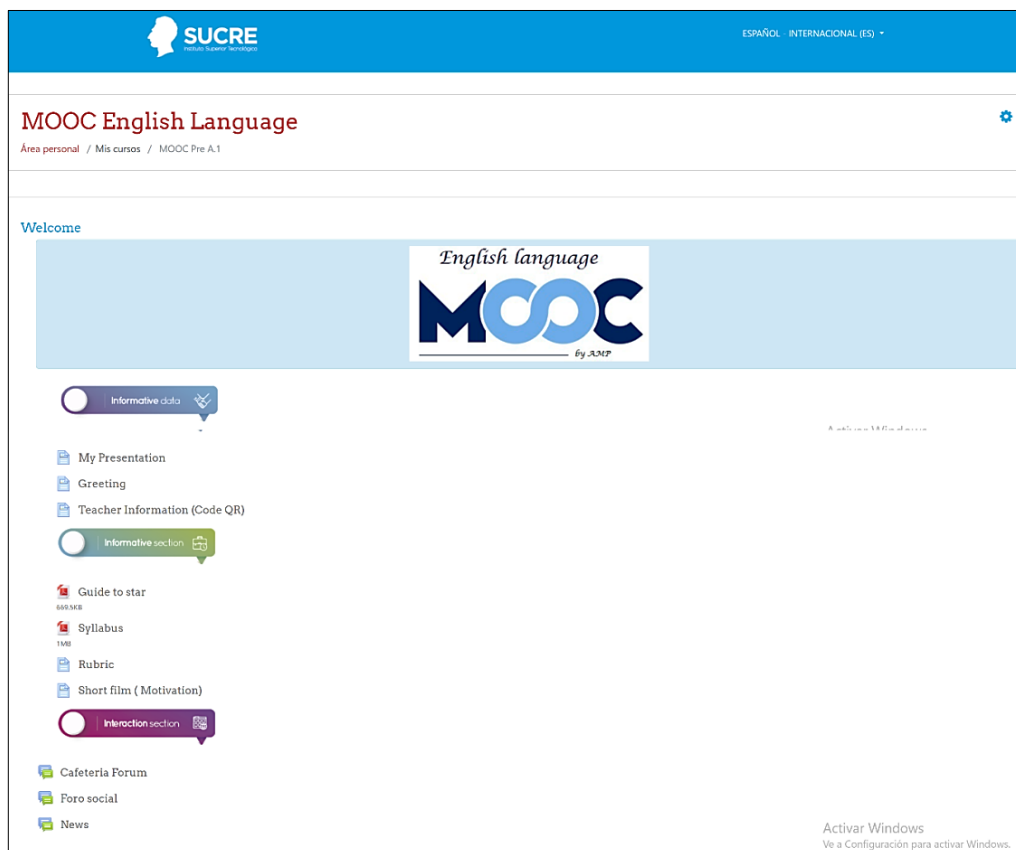 SUCRE
Instituto Superior Tecnológico
ESPAÑOL - INTERNACIONAL (ES)
MOOC English Language
Área personal / Mis cursos / MOOC Pre A.1
Welcome
English language
MOOC
by AMP
Informative data
Activar Windows
My Presentation
Greeting
Teacher Information (Code QR)
Informative section
Guide to star
669.5KB
Syllabus
1MB
Rubric
Short film ( Motivation)
Interaction section
Cafeteria Forum
Foro social
News
Activar Windows
Ve a Configuración para activar Windows.